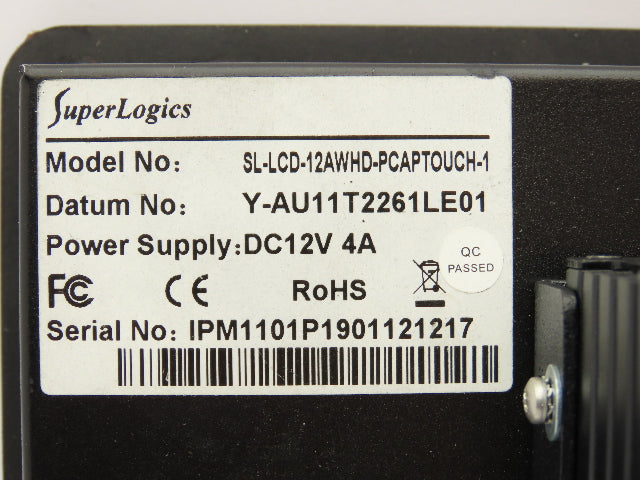 SuperLogics
Model No: SL-LCD-12AWHD-PCAPTOUCH-1
Datum No: Y-AU11T2261LE01
Power Supply:DC12V 4A
QC
PASSED
FC CE RoHS
Serial No: IPM1101P1901121217